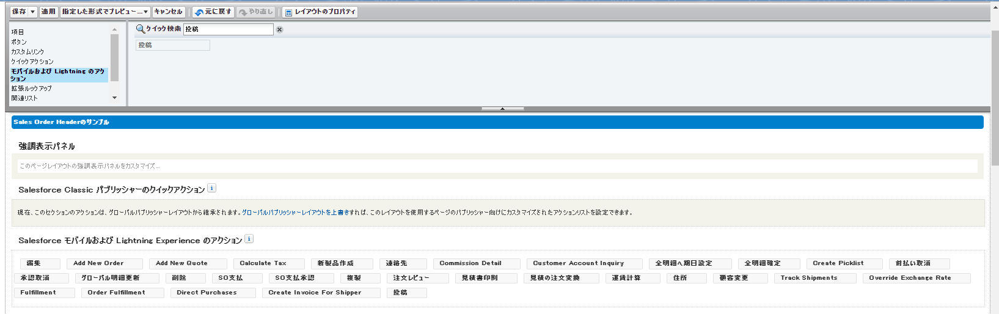 保存 ▼ 適用 指定した形式でプレビュー...▼ キャンセル 元に戻す やり直し レイアウトのプロパティ
項目
ボタン
カスタムリンク
クイックアクション
モバイルおよび Lightning のアク
ション
拡張ルックアップ
関連リスト
クイック検索 投稿
投稿
Sales Order Headerのサンプル
強調表示パネル
このページレイアウトの強調表示パネルをカスタマイズ...
Salesforce Classic パブリッシャーのクイックアクション i
現在、このセクションのアクションは、グローバルパブリッシャーレイアウトから継承されます。グローバルパブリッシャーレイアウトを上書きすれば、このレイアウトを使用するページのパブリッシャー向けにカスタマイズされたアクションリストを設定できます。
Salesforce モバイルおよび Lightning Experience のアクション i
編集 Add New Order Add New Quote Calculate Tax 新製品作成 連絡先 Commission Detail Customer Account Inquiry 全明細へ期日設定 全明細確定 Create Picklist 前払い取消
承認取消 グローバル明細更新 削除 SO支払 SO支払承認 複製 注文レビュー 見積書印刷 見積の注文変換 運賃計算 住所 顧客変更 Track Shipments Override Exchange Rate
Fulfillment Order Fulfillment Direct Purchases Create Invoice For Shipper 投稿